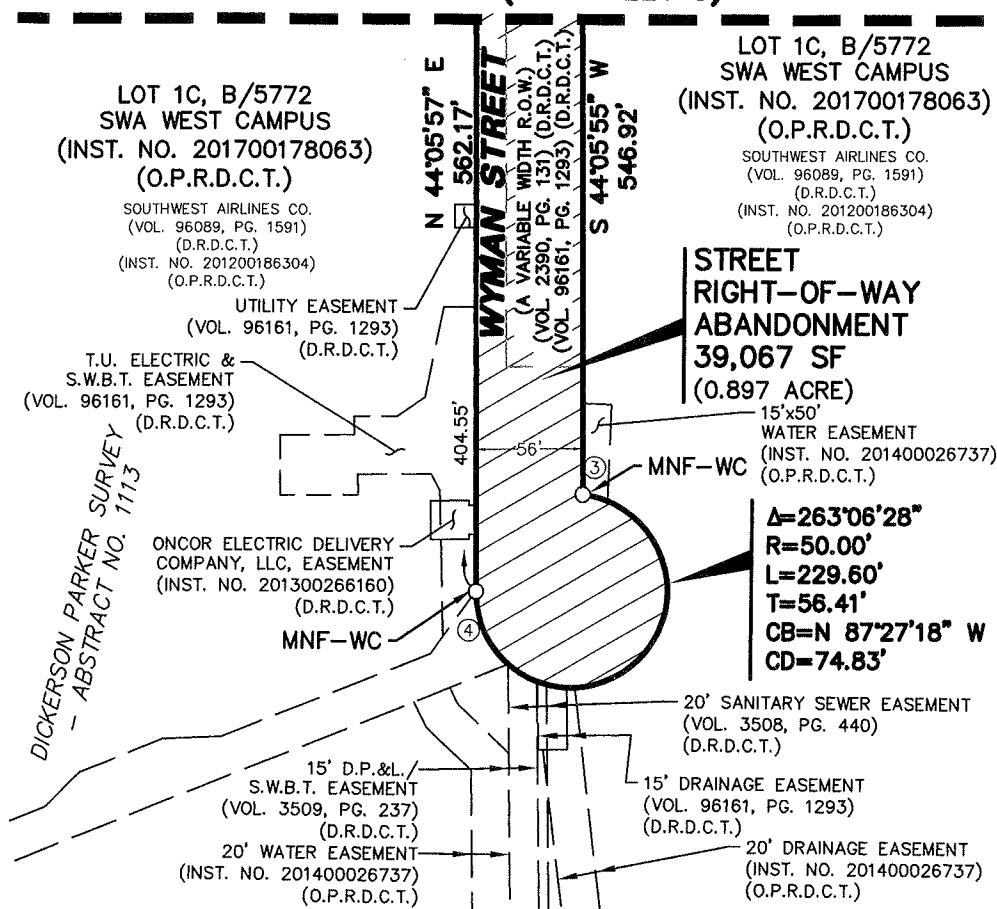 LOT 1C, B/5772
SWA WEST CAMPUS
(INST. NO. 201700178063)
(O.P.R.D.C.T.)
SOUTHWEST AIRLINES CO.
(VOL. 96089, PG. 1591)
(D.R.D.C.T.)
(INST. NO. 201200186304)
(O.P.R.D.C.T.)
UTILITY EASEMENT
(VOL. 96161, PG. 1293)
(D.R.D.C.T.)
T.U. ELECTRIC &
S.W.B.T. EASEMENT
(VOL. 96161, PG. 1293)
(D.R.D.C.T.)
DICKERSON PARKER SURVEY
- ABSTRACT NO. 1113
ONCOR ELECTRIC DELIVERY
COMPANY, LLC, EASEMENT
(INST. NO. 201300266160)
(D.R.D.C.T.)
MNF-WC
4
N 44°05'57" E
562.17'
404.55'
WYMAN STREET
(A VARIABLE WIDTH R.O.W.)
(VOL 2390, PG. 131) (D.R.D.C.T.)
(VOL 96161, PG. 1293) (D.R.D.C.T.)
S 44°05'55" W
546.92'
56'
LOT 1C, B/5772
SWA WEST CAMPUS
(INST. NO. 201700178063)
(O.P.R.D.C.T.)
SOUTHWEST AIRLINES CO.
(VOL. 96089, PG. 1591)
(D.R.D.C.T.)
(INST. NO. 201200186304)
(O.P.R.D.C.T.)
STREET
RIGHT-OF-WAY
ABANDONMENT
39,067 SF
(0.897 ACRE)
15'x50'
WATER EASEMENT
(INST. NO. 201400026737)
(O.P.R.D.C.T.)
3
MNF-WC
Δ=263°06'28"
R=50.00'
L=229.60'
T=56.41'
CB=N 87°27'18" W
CD=74.83'
20' SANITARY SEWER EASEMENT
(VOL. 3508, PG. 440)
(D.R.D.C.T.)
15' D.P.&L./
S.W.B.T. EASEMENT
(VOL. 3509, PG. 237)
(D.R.D.C.T.)
20' WATER EASEMENT
(INST. NO. 201400026737)
(O.P.R.D.C.T.)
15' DRAINAGE EASEMENT
(VOL. 96161, PG. 1293)
(D.R.D.C.T.)
20' DRAINAGE EASEMENT
(INST. NO. 201400026737)
(O.P.R.D.C.T.)